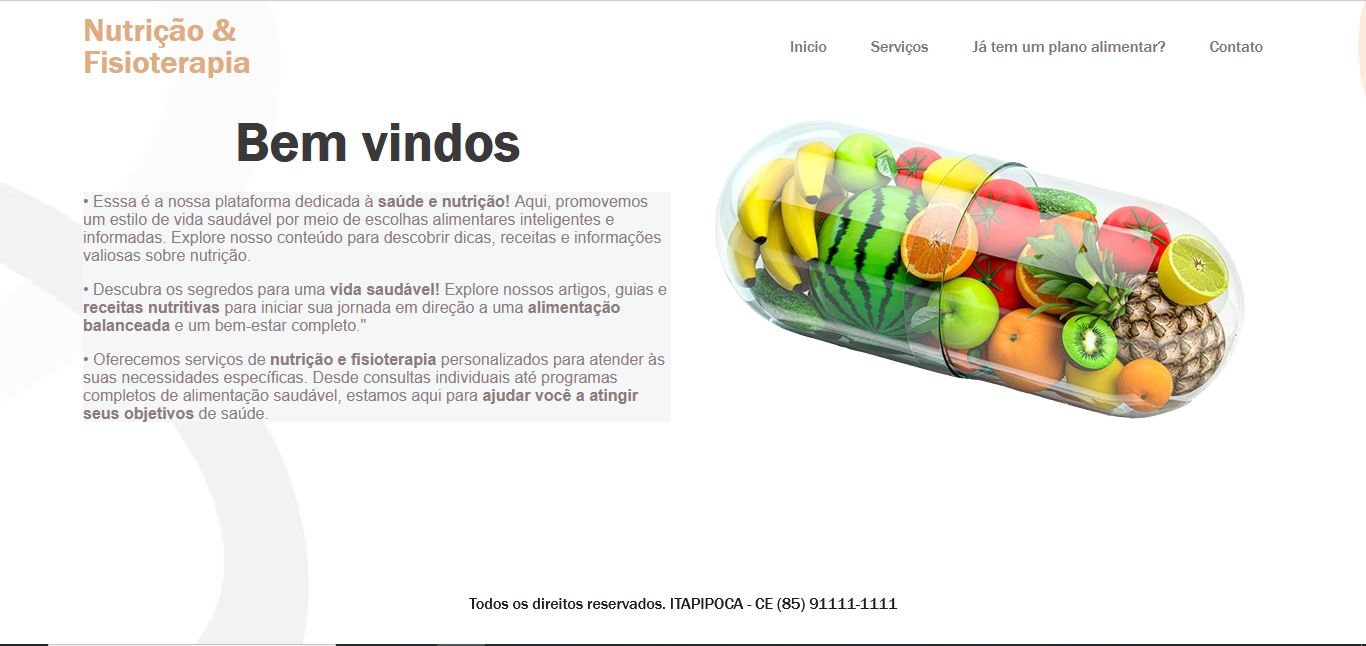 Nutrição &
Fisioterapia
Inicio Serviços Já tem um plano alimentar? Contato
Bem vindos
• Esssa é a nossa plataforma dedicada à saúde e nutrição! Aqui, promovemos
um estilo de vida saudável por meio de escolhas alimentares inteligentes e
informadas. Explore nosso conteúdo para descobrir dicas, receitas e informações
valiosas sobre nutrição.
• Descubra os segredos para uma vida saudável! Explore nossos artigos, guias e
receitas nutritivas para iniciar sua jornada em direção a uma alimentação
balanceada e um bem-estar completo."
• Oferecemos serviços de nutrição e fisioterapia personalizados para atender às
suas necessidades específicas. Desde consultas individuais até programas
completos de alimentação saudável, estamos aqui para ajudar você a atingir
seus objetivos de saúde.
Todos os direitos reservados. ITAPIPOCA - CE (85) 91111-1111